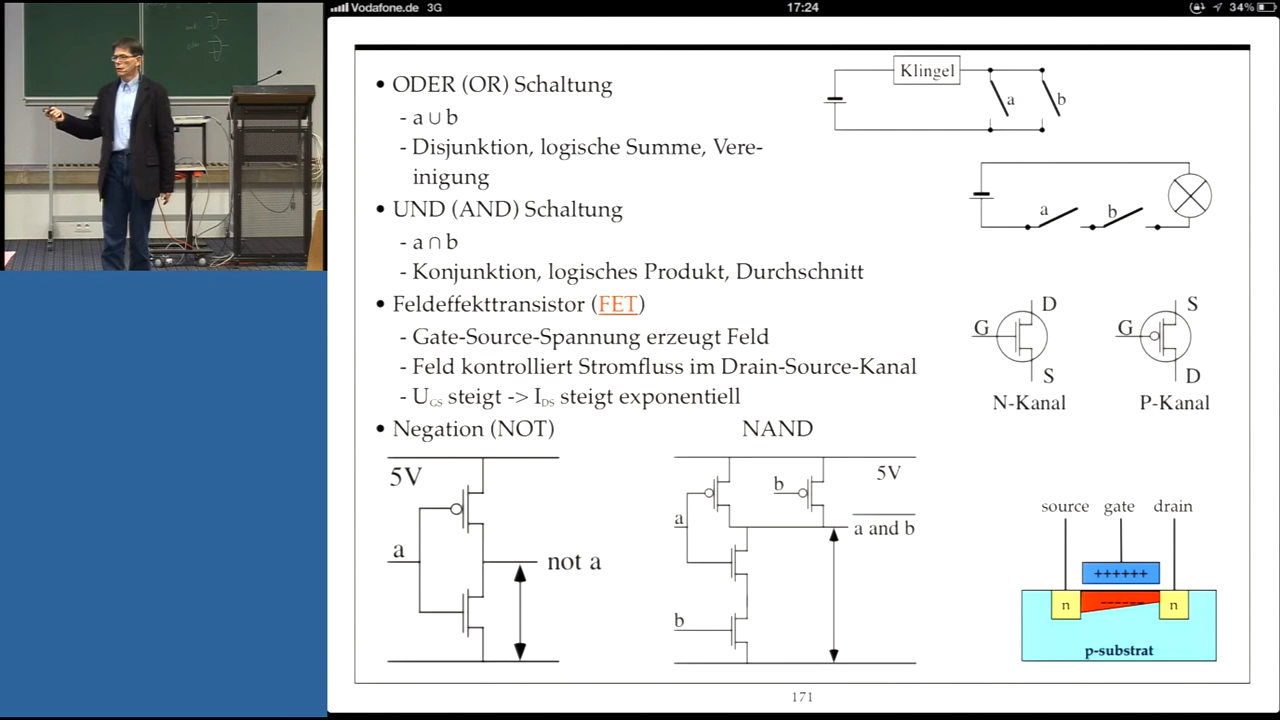 Vodafone.de 3G 17:24 34%
• ODER (OR) Schaltung
- a ∪ b
- Disjunktion, logische Summe, Vere-
inigung
• UND (AND) Schaltung
- a ∩ b
- Konjunktion, logisches Produkt, Durchschnitt
• Feldeffekttransistor (FET)
- Gate-Source-Spannung erzeugt Feld
- Feld kontrolliert Stromfluss im Drain-Source-Kanal
- U_GS steigt -> I_DS steigt exponentiell
• Negation (NOT)
NAND
Klingel
a
b
a
b
G D S
N-Kanal
G S D
P-Kanal
5V
a
not a
b
5V
a
a and b
b
source gate drain
++++++
n ------ n
p-substrat
171